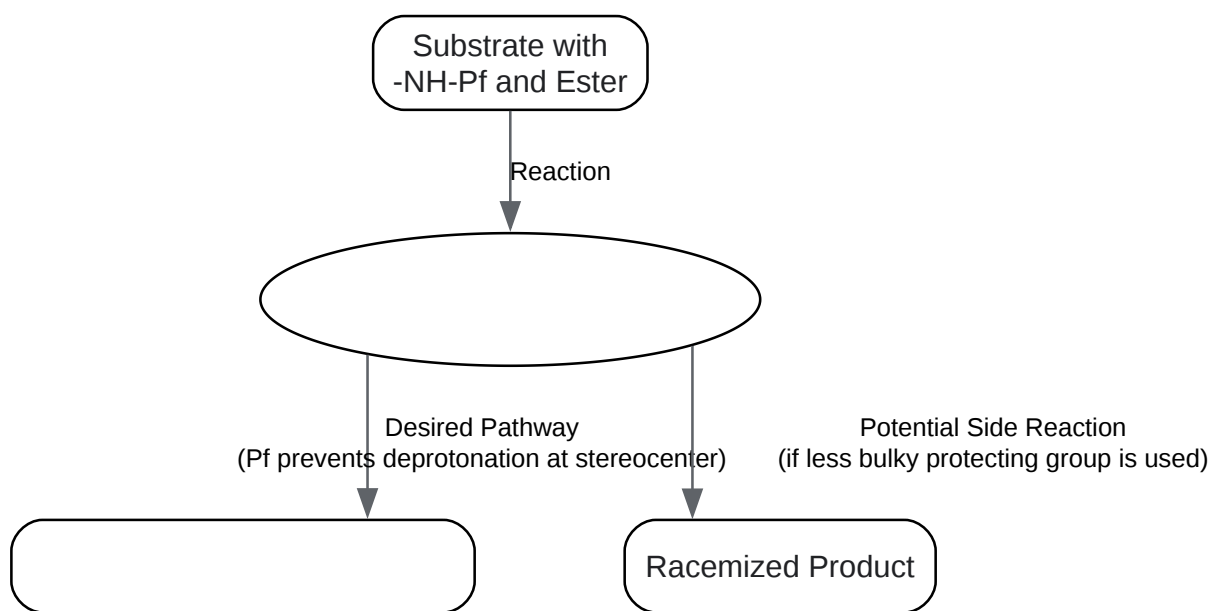 Substrate with
-NH-Pf and Ester
Reaction
Desired Pathway
(Pf prevents deprotonation at stereocenter)
Potential Side Reaction
(if less bulky protecting group is used)
Racemized Product